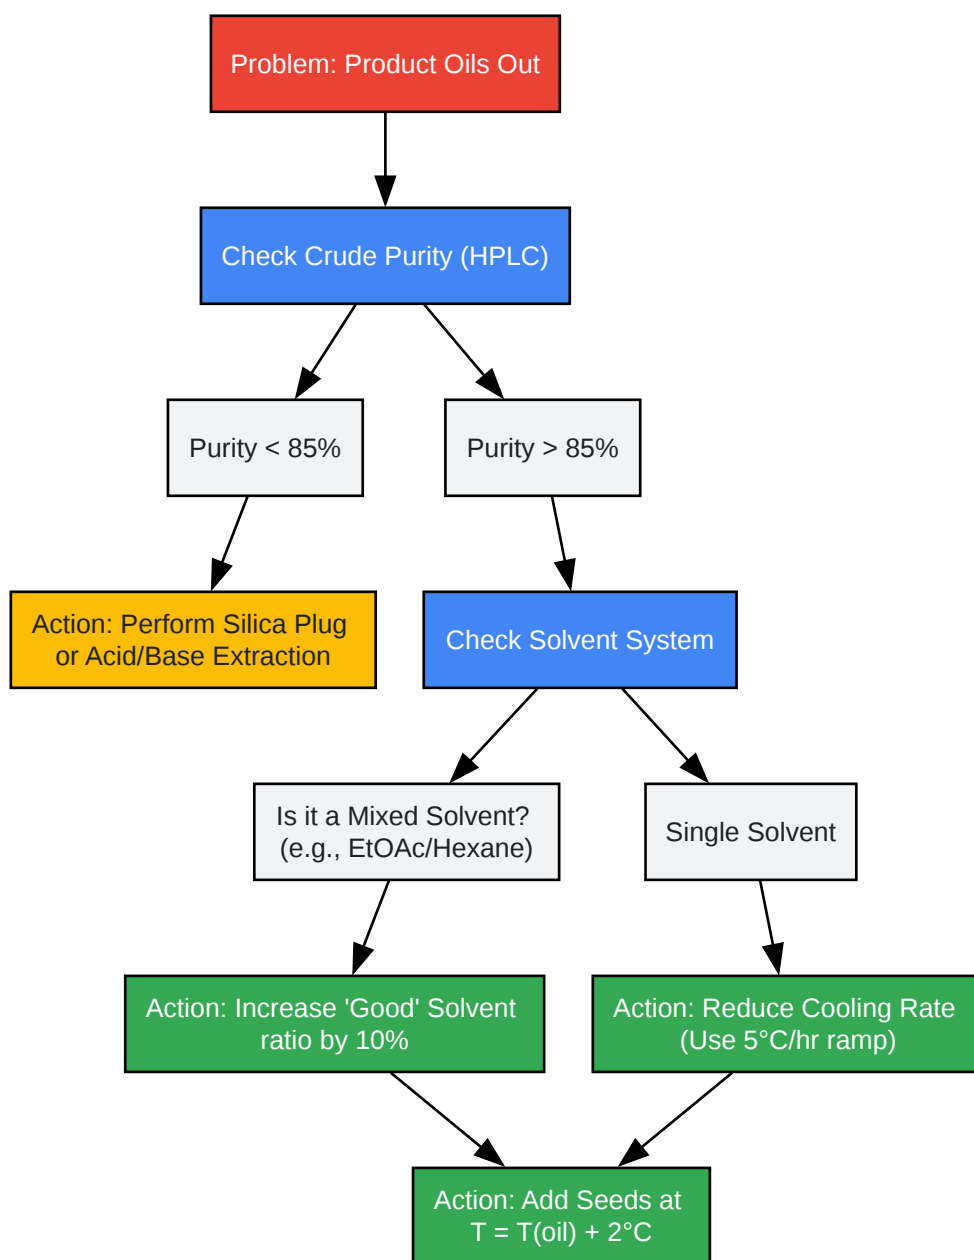 Problem: Product Oils Out
Check Crude Purity (HPLC)
Purity < 85%
Purity > 85%
Action: Perform Silica Plug
or Acid/Base Extraction
Check Solvent System
Is it a Mixed Solvent?
(e.g., EtOAc/Hexane)
Single Solvent
Action: Increase 'Good' Solvent
ratio by 10%
Action: Reduce Cooling Rate
(Use 5°C/hr ramp)
Action: Add Seeds at
T = T(oil) + 2°C